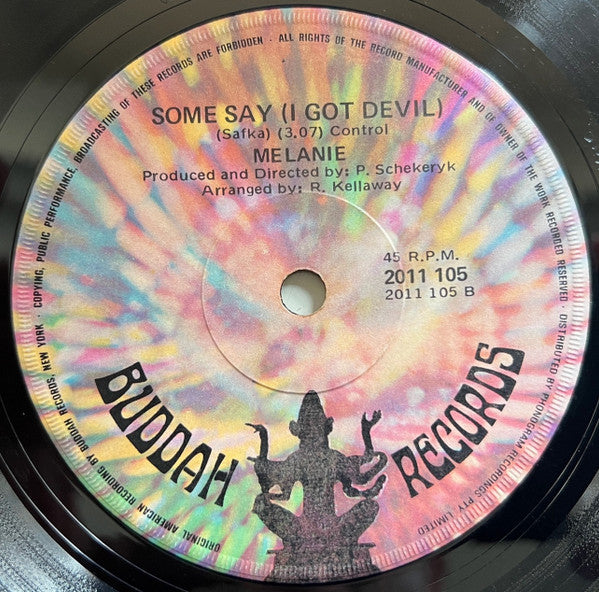 SOME SAY (I GOT DEVIL)
(Safka) (3.07) Control
MELANIE
Produced and Directed by: P. Schekeryk
Arranged by: R. Kellaway
45 R.P.M.
2011 105
2011 105 B
BUDDAH RECORDS
ORIGINAL AMERICAN RECORDING BY BUDDAH RECORDS, NEW YORK · COPYING, PUBLIC PERFORMANCE, BROADCASTING OF THESE RECORDS ARE FORBIDDEN · ALL RIGHTS OF THE RECORD MANUFACTURER AND OF OWNER OF THE WORK RECORDED RESERVED · DISTRIBUTED BY PHONOGRAM RECORDINGS PTY. LIMITED